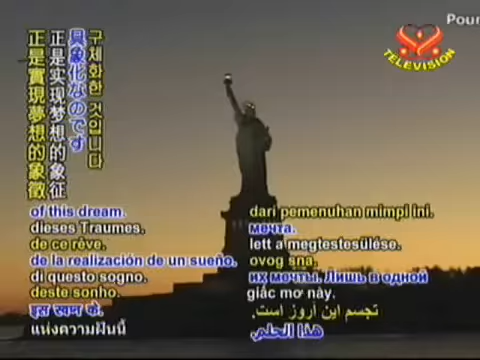 Pour
TELEVISION
구체화한 것입니다
具象化なのです
正是实现梦想的象征
正是實現夢想的象徵
of this dream.
dieses Traumes.
de ce rêve.
de la realización de un sueño.
di questo sogno.
deste sonho.
इस स्वप्न के.
แห่งความฝันนี้
dari pemenuhan mimpi ini.
мечта.
lett a megtestesülése.
ovog sna.
их мечты. Лишь в одной
giấc mơ này.
تجسم این آروز است.
هذا الحلم.